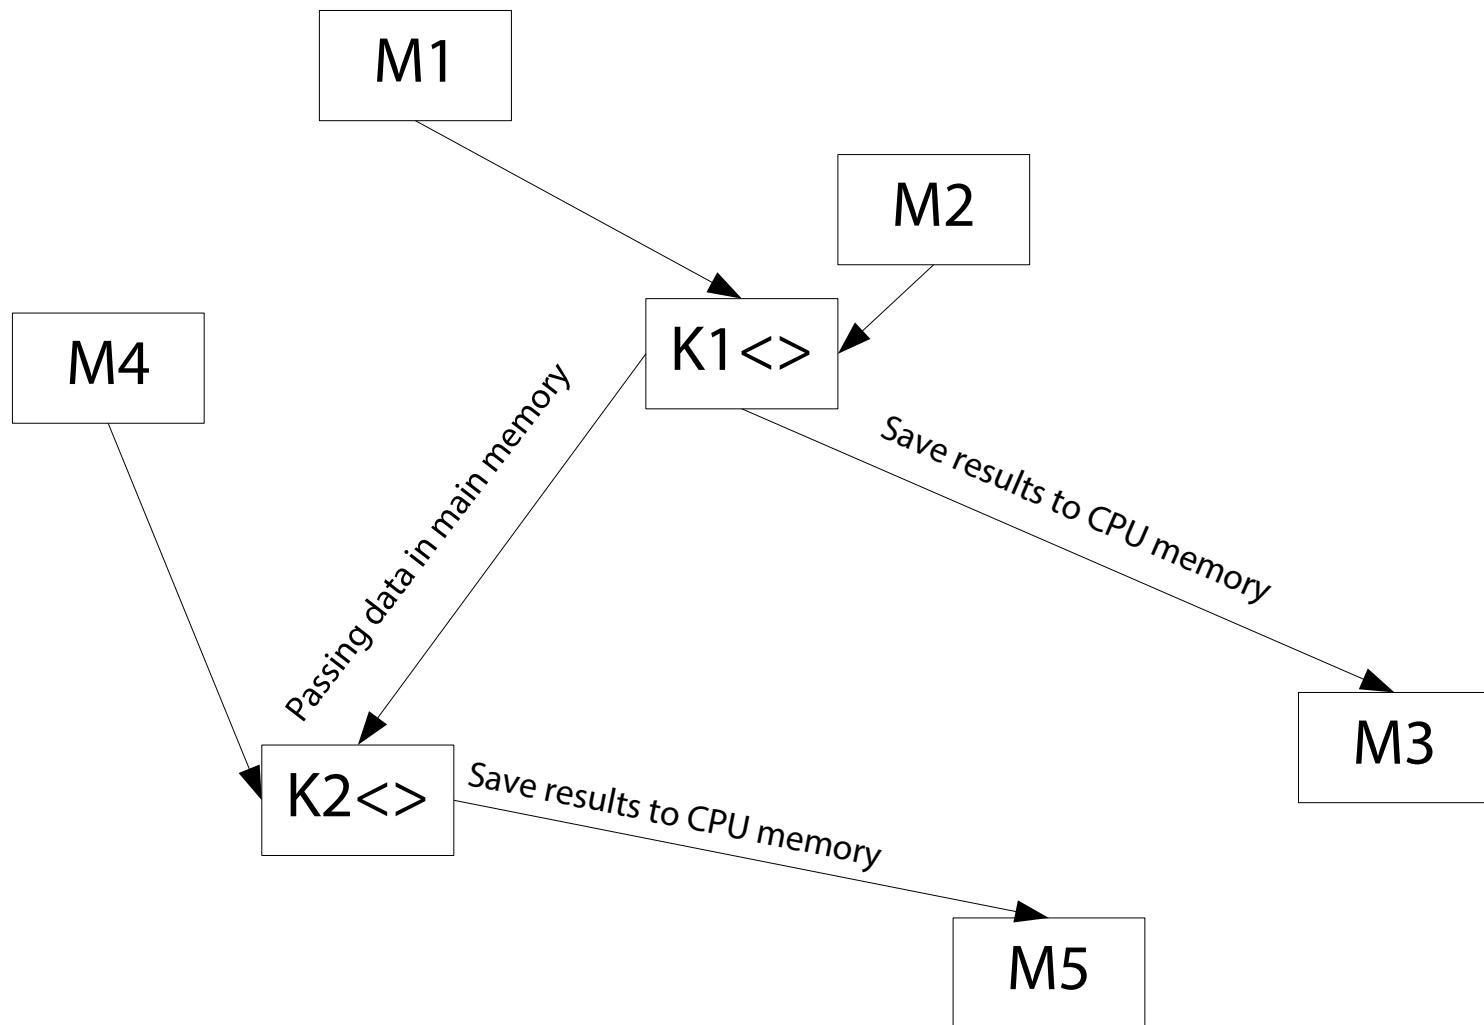 M1
M2
K1<>
M4
Passing data in main memory
Save results to CPU memory
M3
K2<>
Save results to CPU memory
M5